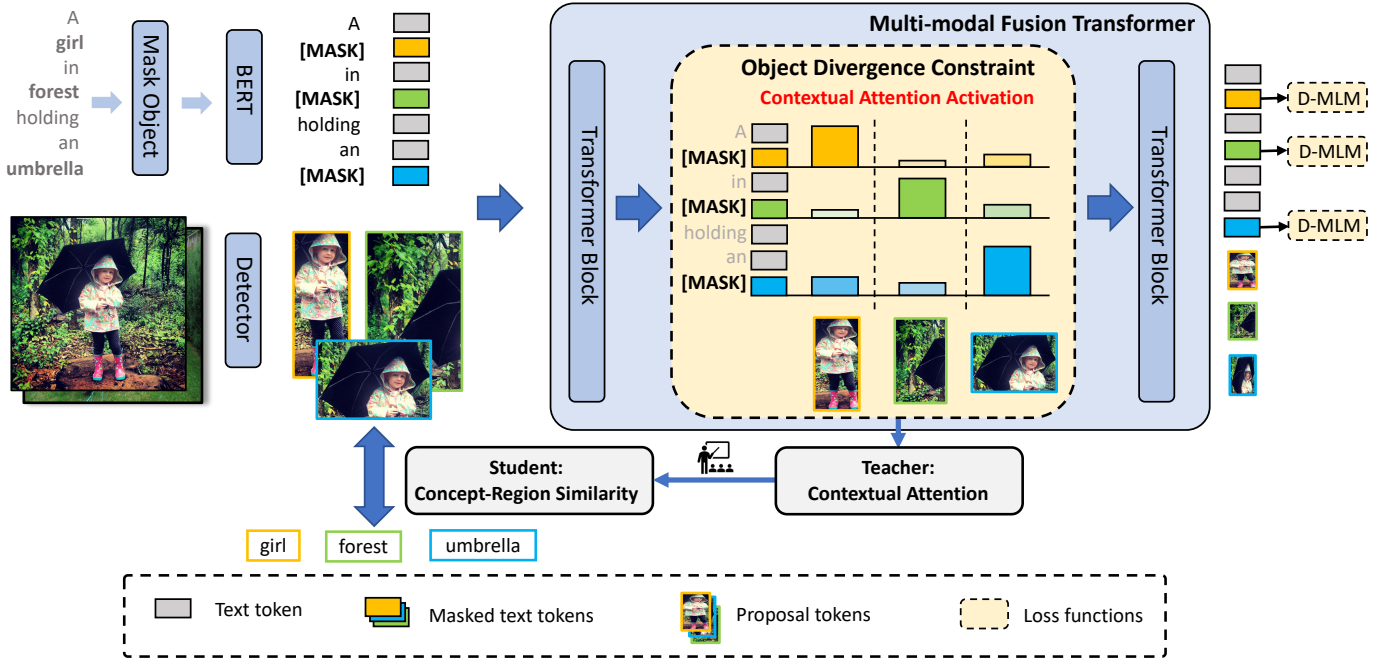 A
girl
in
forest
holding
an
umbrella
Mask Object
BERT
A
[MASK]
in
[MASK]
holding
an
[MASK]
Detector
Multi-modal Fusion Transformer
Transformer Block
Object Divergence Constraint
Contextual Attention Activation
A
[MASK]
in
[MASK]
holding
an
[MASK]
Transformer Block
D-MLM
D-MLM
D-MLM
Student:
Concept-Region Similarity
Teacher:
Contextual Attention
girl
forest
umbrella
Text token
Masked text tokens
Proposal tokens
Loss functions